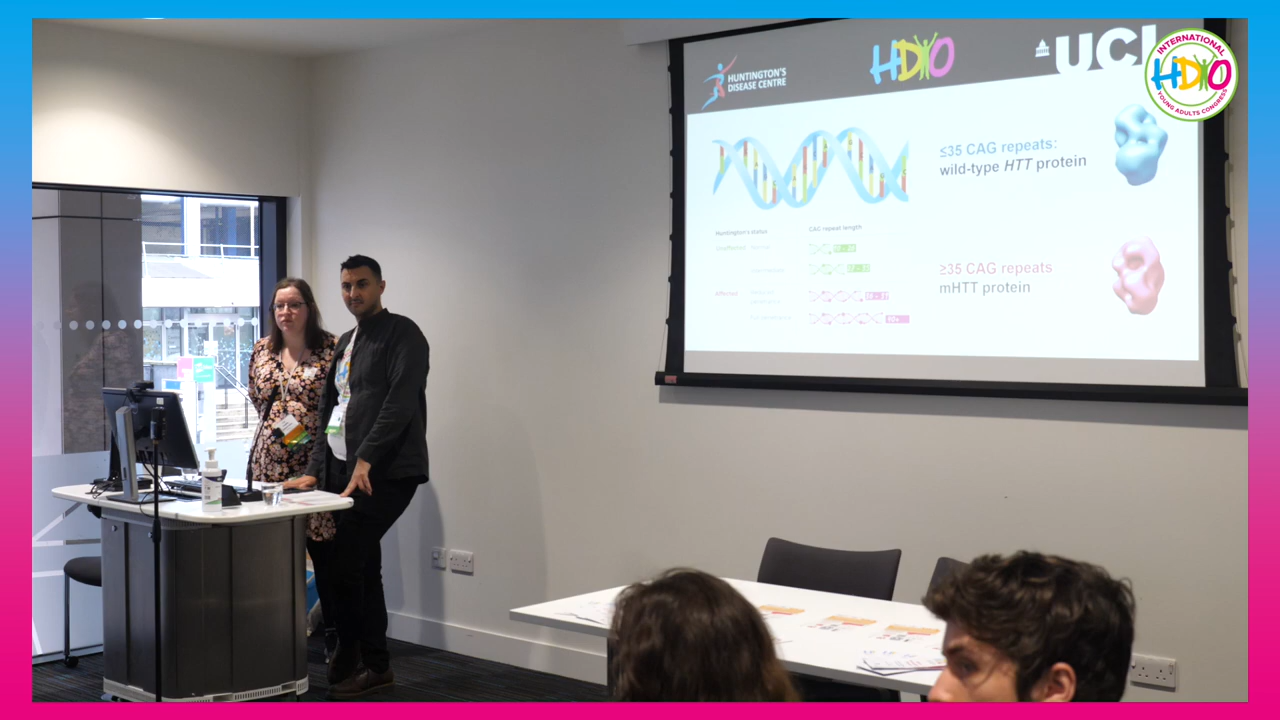 HUNTINGTON'S
DISEASE CENTRE
HDYO
UCL
INTERNATIONAL
HDYO
YOUNG ADULTS CONGRESS
≤35 CAG repeats:
wild-type HTT protein
Huntington's status
CAG repeat length
Unaffected
Affected
≥35 CAG repeats
mHTT protein